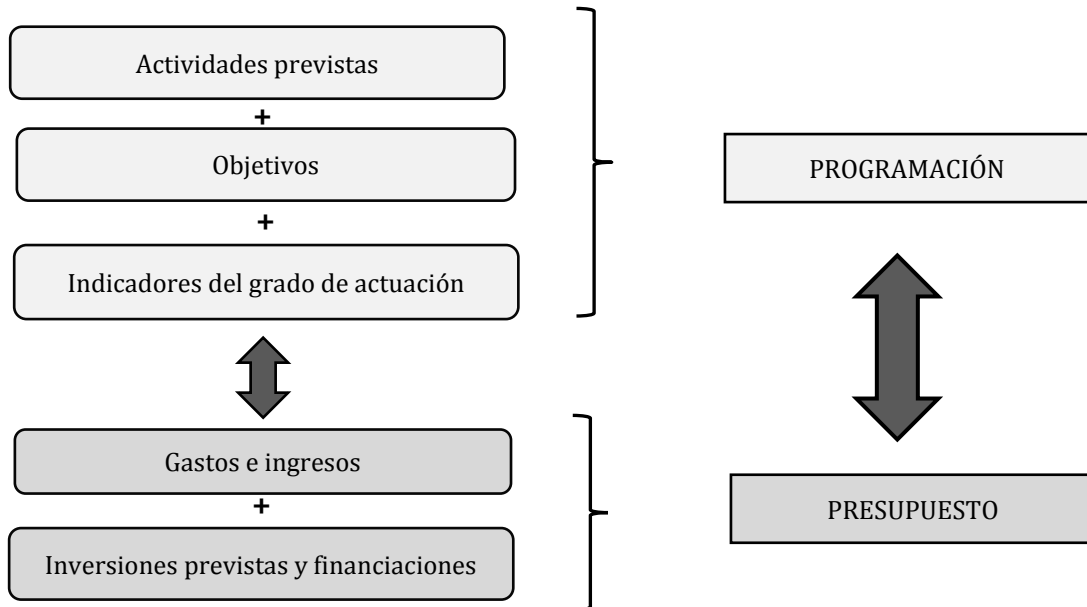 Actividades previstas
+
Objetivos
+
Indicadores del grado de actuación
Gastos e ingresos
+
Inversiones previstas y financiaciones
PROGRAMACIÓN
PRESUPUESTO